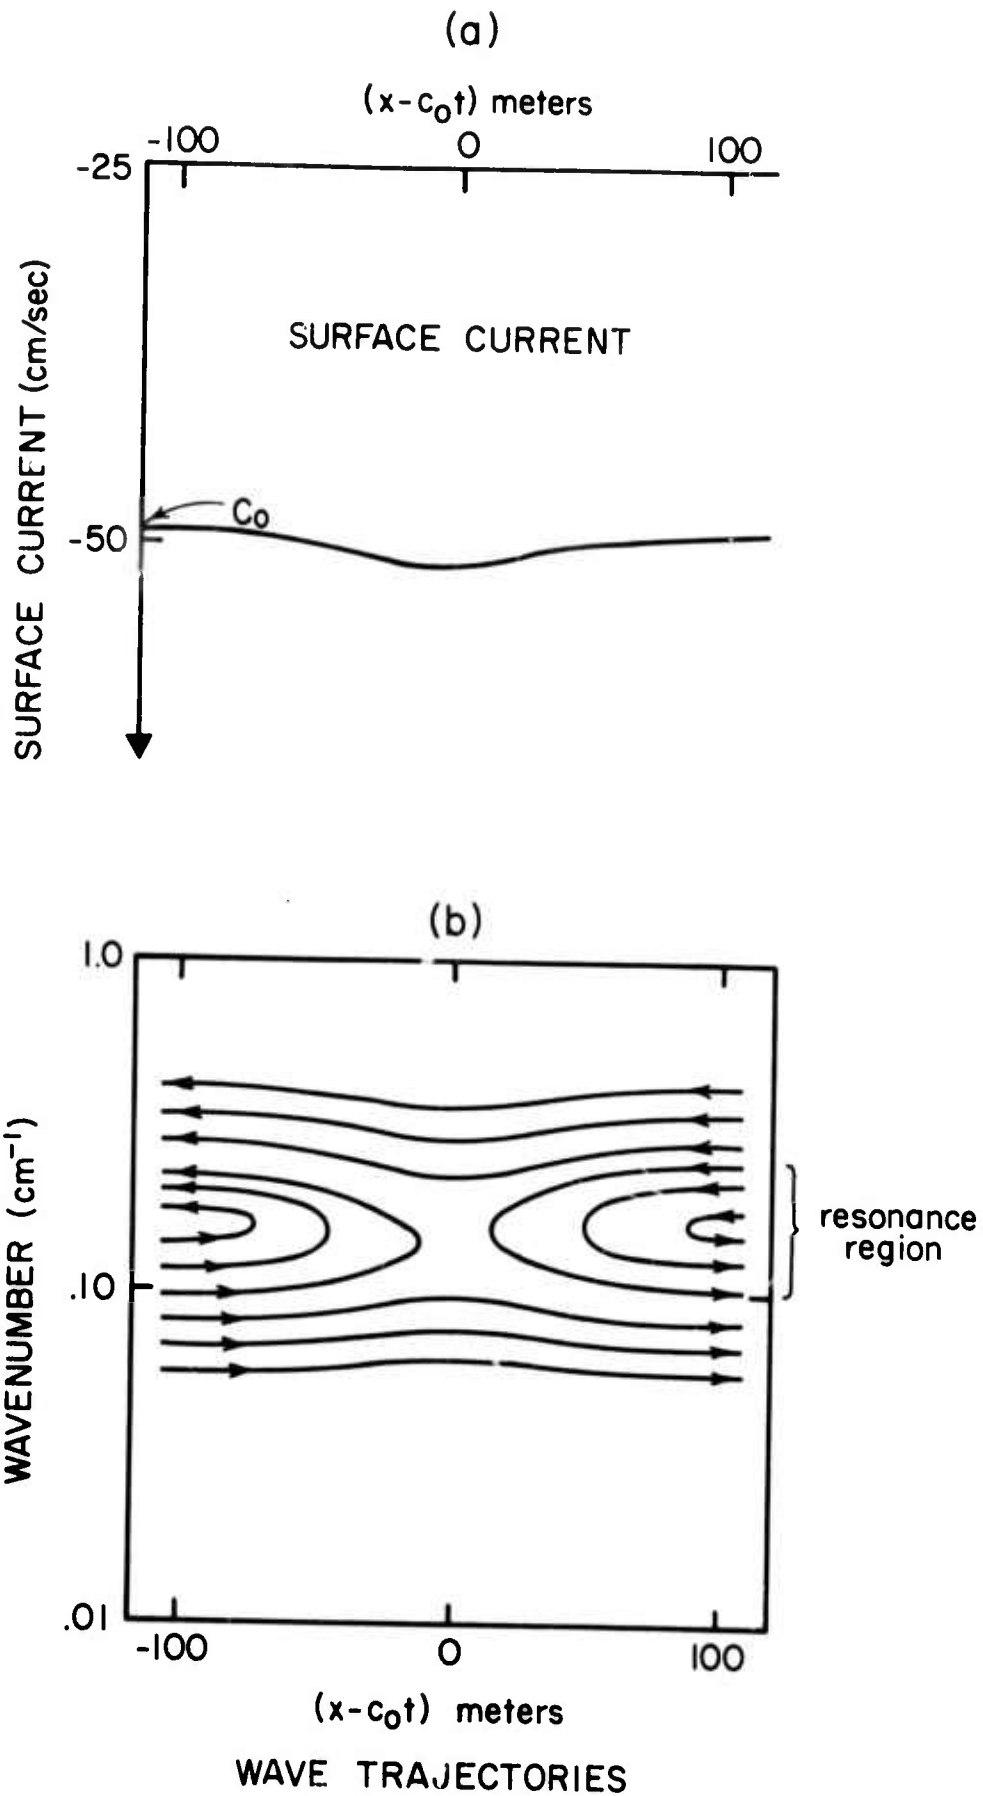 (a)
(x-c₀t) meters
-100 0 100
-25
SURFACE CURRENT (cm/sec)
SURFACE CURRENT
C₀
-50
(b)
1.0
WAVENUMBER (cm⁻¹)
resonance
region
.10
.01
-100 0 100
(x-c₀t) meters
WAVE TRAJECTORIES